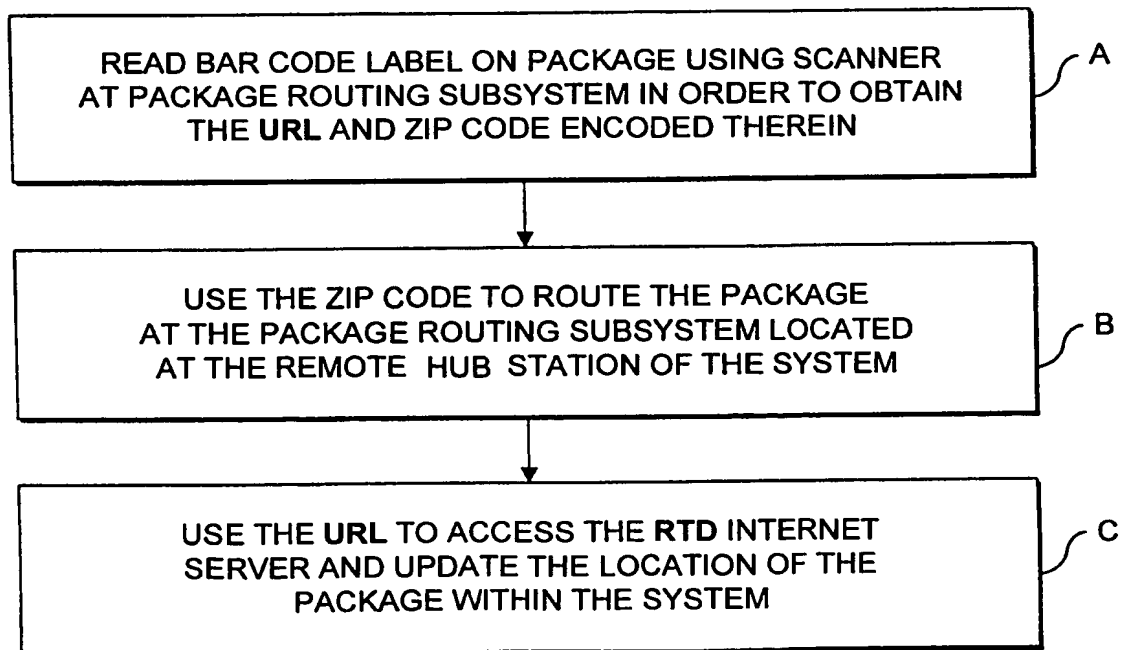 READ BAR CODE LABEL ON PACKAGE USING SCANNER
AT PACKAGE ROUTING SUBSYSTEM IN ORDER TO OBTAIN
THE URL AND ZIP CODE ENCODED THEREIN
A
USE THE ZIP CODE TO ROUTE THE PACKAGE
AT THE PACKAGE ROUTING SUBSYSTEM LOCATED
AT THE REMOTE HUB STATION OF THE SYSTEM
B
USE THE URL TO ACCESS THE RTD INTERNET
SERVER AND UPDATE THE LOCATION OF THE
PACKAGE WITHIN THE SYSTEM
C